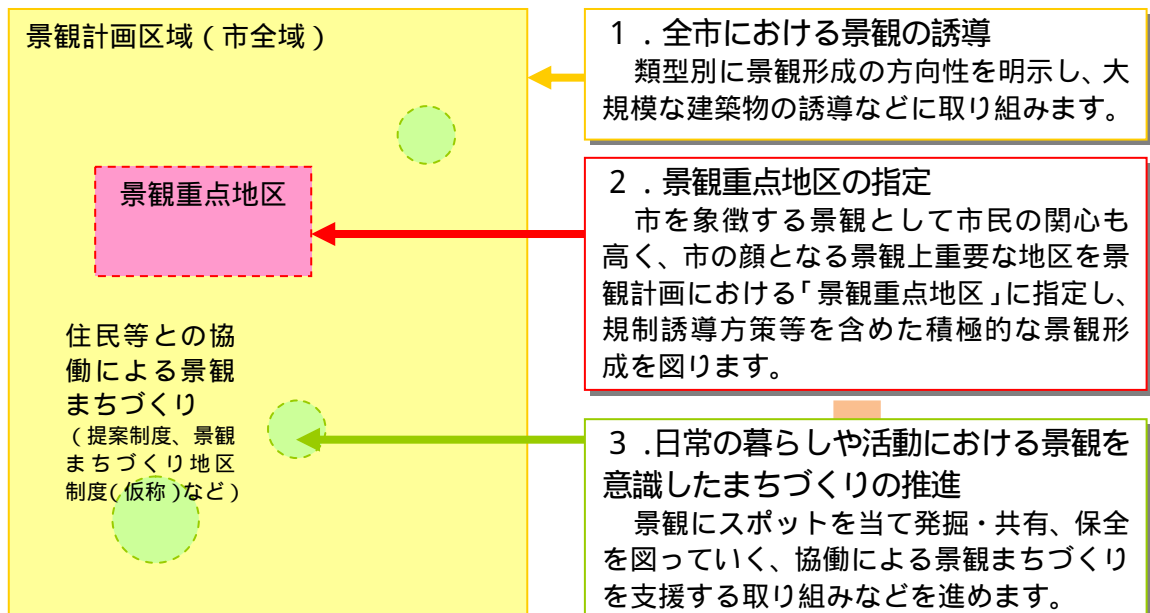 景観計画区域(市全域)
景観重点地区
住民等との協
働による景観
まちづくり
(提案制度、景観
まちづくり地区
制度(仮称)など)
1.全市における景観の誘導
類型別に景観形成の方向性を明示し、大
規模な建築物の誘導などに取り組みます。
2.景観重点地区の指定
市を象徴する景観として市民の関心も
高く、市の顔となる景観上重要な地区を景
観計画における「景観重点地区」に指定し、
規制誘導方策等を含めた積極的な景観形
成を図ります。
3.日常の暮らしや活動における景観を
意識したまちづくりの推進
景観にスポットを当て発掘・共有、保全
を図っていく、協働による景観まちづくり
を支援する取り組みなどを進めます。